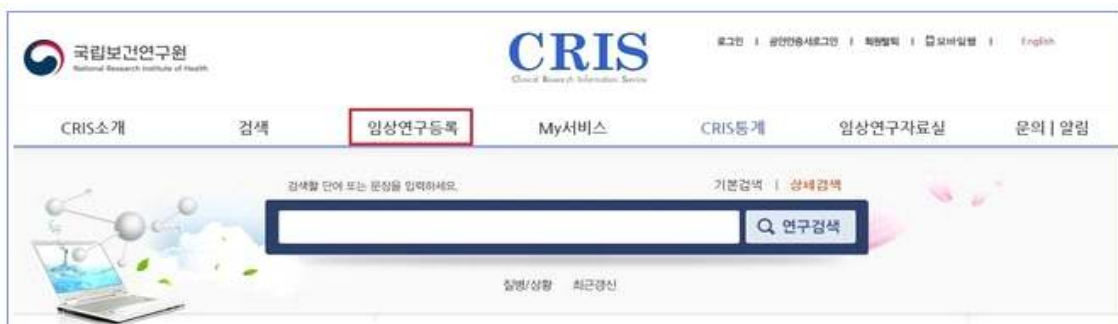 국립보건연구원
National Research Institute of Health
CRIS
Clinical Research Information Service
로그인 | 공인인증서로그인 | 회원탈퇴 | 모바일웹 | English
CRIS소개 검색 임상연구등록 My서비스 CRIS통계 임상연구자료실 문의 | 알림
검색할 단어 또는 문장을 입력하세요.
기본검색 | 상세검색
연구검색
질병/상황 최근갱신